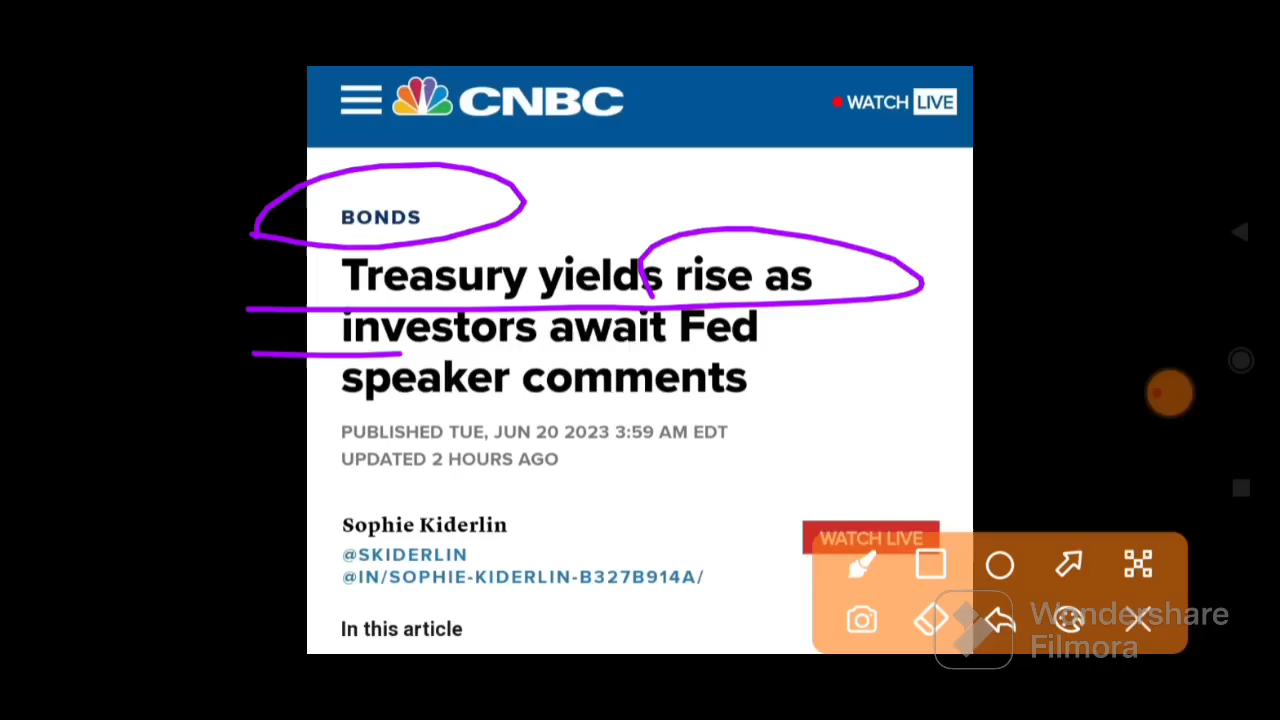 CNBC
WATCH LIVE
BONDS
Treasury yields rise as
investors await Fed
speaker comments
PUBLISHED TUE, JUN 20 2023 3:59 AM EDT
UPDATED 2 HOURS AGO
Sophie Kiderlin
@SKIDERLIN
@IN/SOPHIE-KIDERLIN-B327B914A/
WATCH LIVE
In this article
Wondershare
Filmora